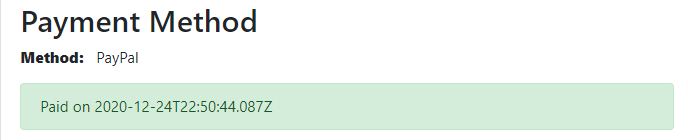 Payment Method
Method: PayPal
Paid on 2020-12-24T22:50:44.087Z